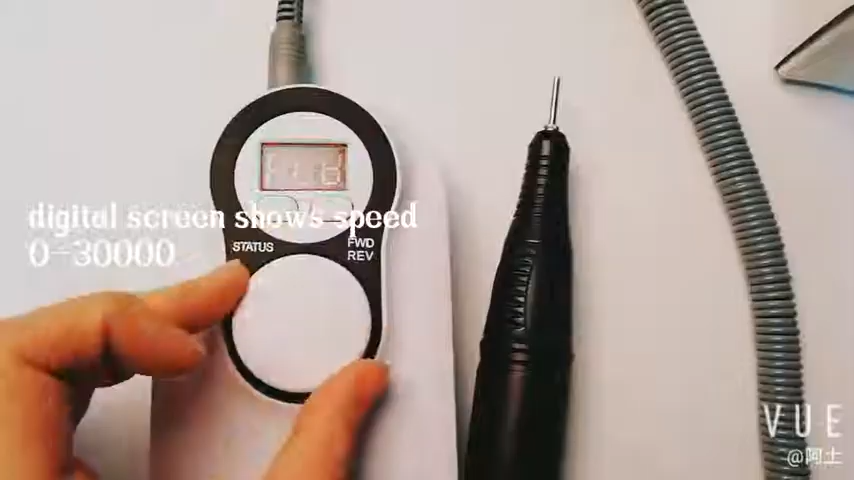 digital screen shows speed
0-30000
STATUS
FWD
REV
VUE
@阿土